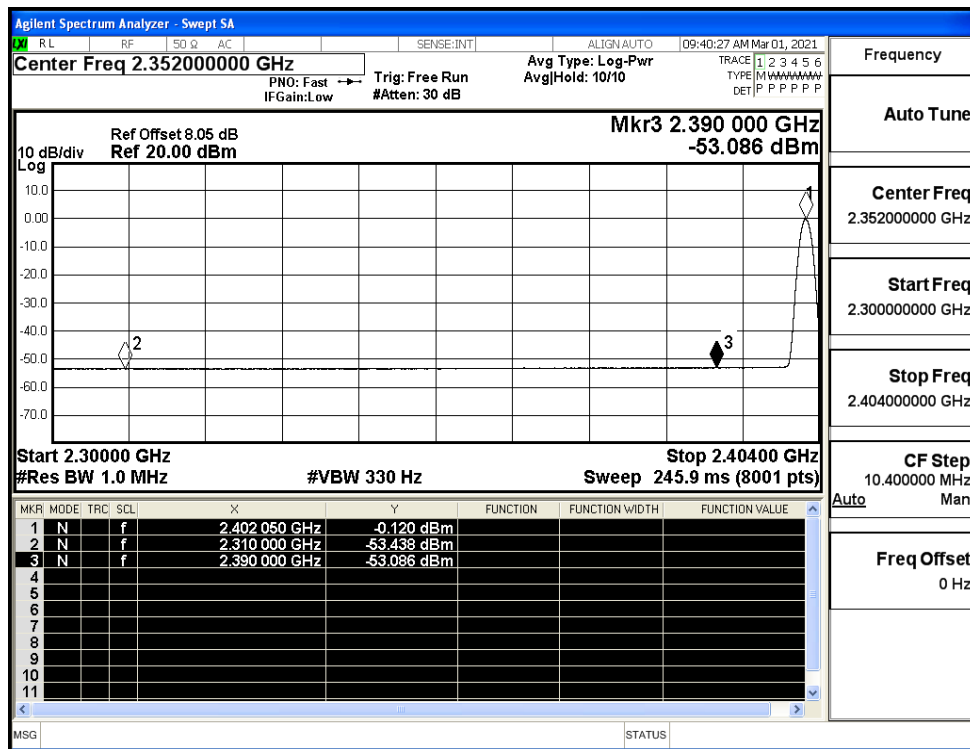 Agilent Spectrum Analyzer - Swept SA
LXI RL RF 50 Ω AC SENSE:INT ALIGN AUTO 09:40:27 AM Mar 01, 2021
Center Freq 2.352000000 GHz
PNO: Fast
IFGain:Low
Trig: Free Run
#Atten: 30 dB
Avg Type: Log-Pwr
Avg|Hold: 10/10
TRACE 1 2 3 4 5 6
TYPE M W W W W W
DET P P P P P P
Ref Offset 8.05 dB
Ref 20.00 dBm
Mkr3 2.390 000 GHz
-53.086 dBm
10 dB/div
Log
10.0
0.00
-10.0
-20.0
-30.0
-40.0
-50.0
-60.0
-70.0
1
2
3
Start 2.30000 GHz Stop 2.40400 GHz
#Res BW 1.0 MHz #VBW 330 Hz Sweep 245.9 ms (8001 pts)
MKR MODE TRC SCL X Y FUNCTION FUNCTION WIDTH FUNCTION VALUE
1 N f 2.402 050 GHz -0.120 dBm
2 N f 2.310 000 GHz -53.438 dBm
3 N f 2.390 000 GHz -53.086 dBm
4
5
6
7
8
9
10
11
MSG STATUS
Frequency
Auto Tune
Center Freq
2.352000000 GHz
Start Freq
2.300000000 GHz
Stop Freq
2.404000000 GHz
CF Step
10.400000 MHz
Auto Man
Freq Offset
0 Hz